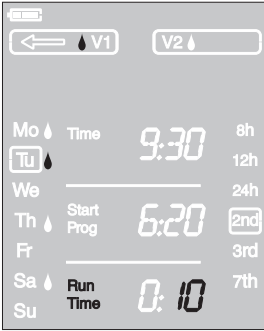 V1 V2
Mo Time 9:30 8h
Tu 12h
We 24h
Th Start Prog 6:20 2nd
Fr 3rd
Sa Run Time 0:10 7th
Su